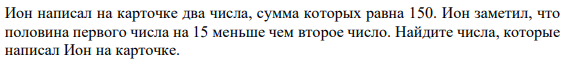 Ион написал на карточке два числа, сумма которых равна 150. Ион заметил, что
половина первого числа на 15 меньше чем второе число. Найдите числа, которые
написал Ион на карточке.